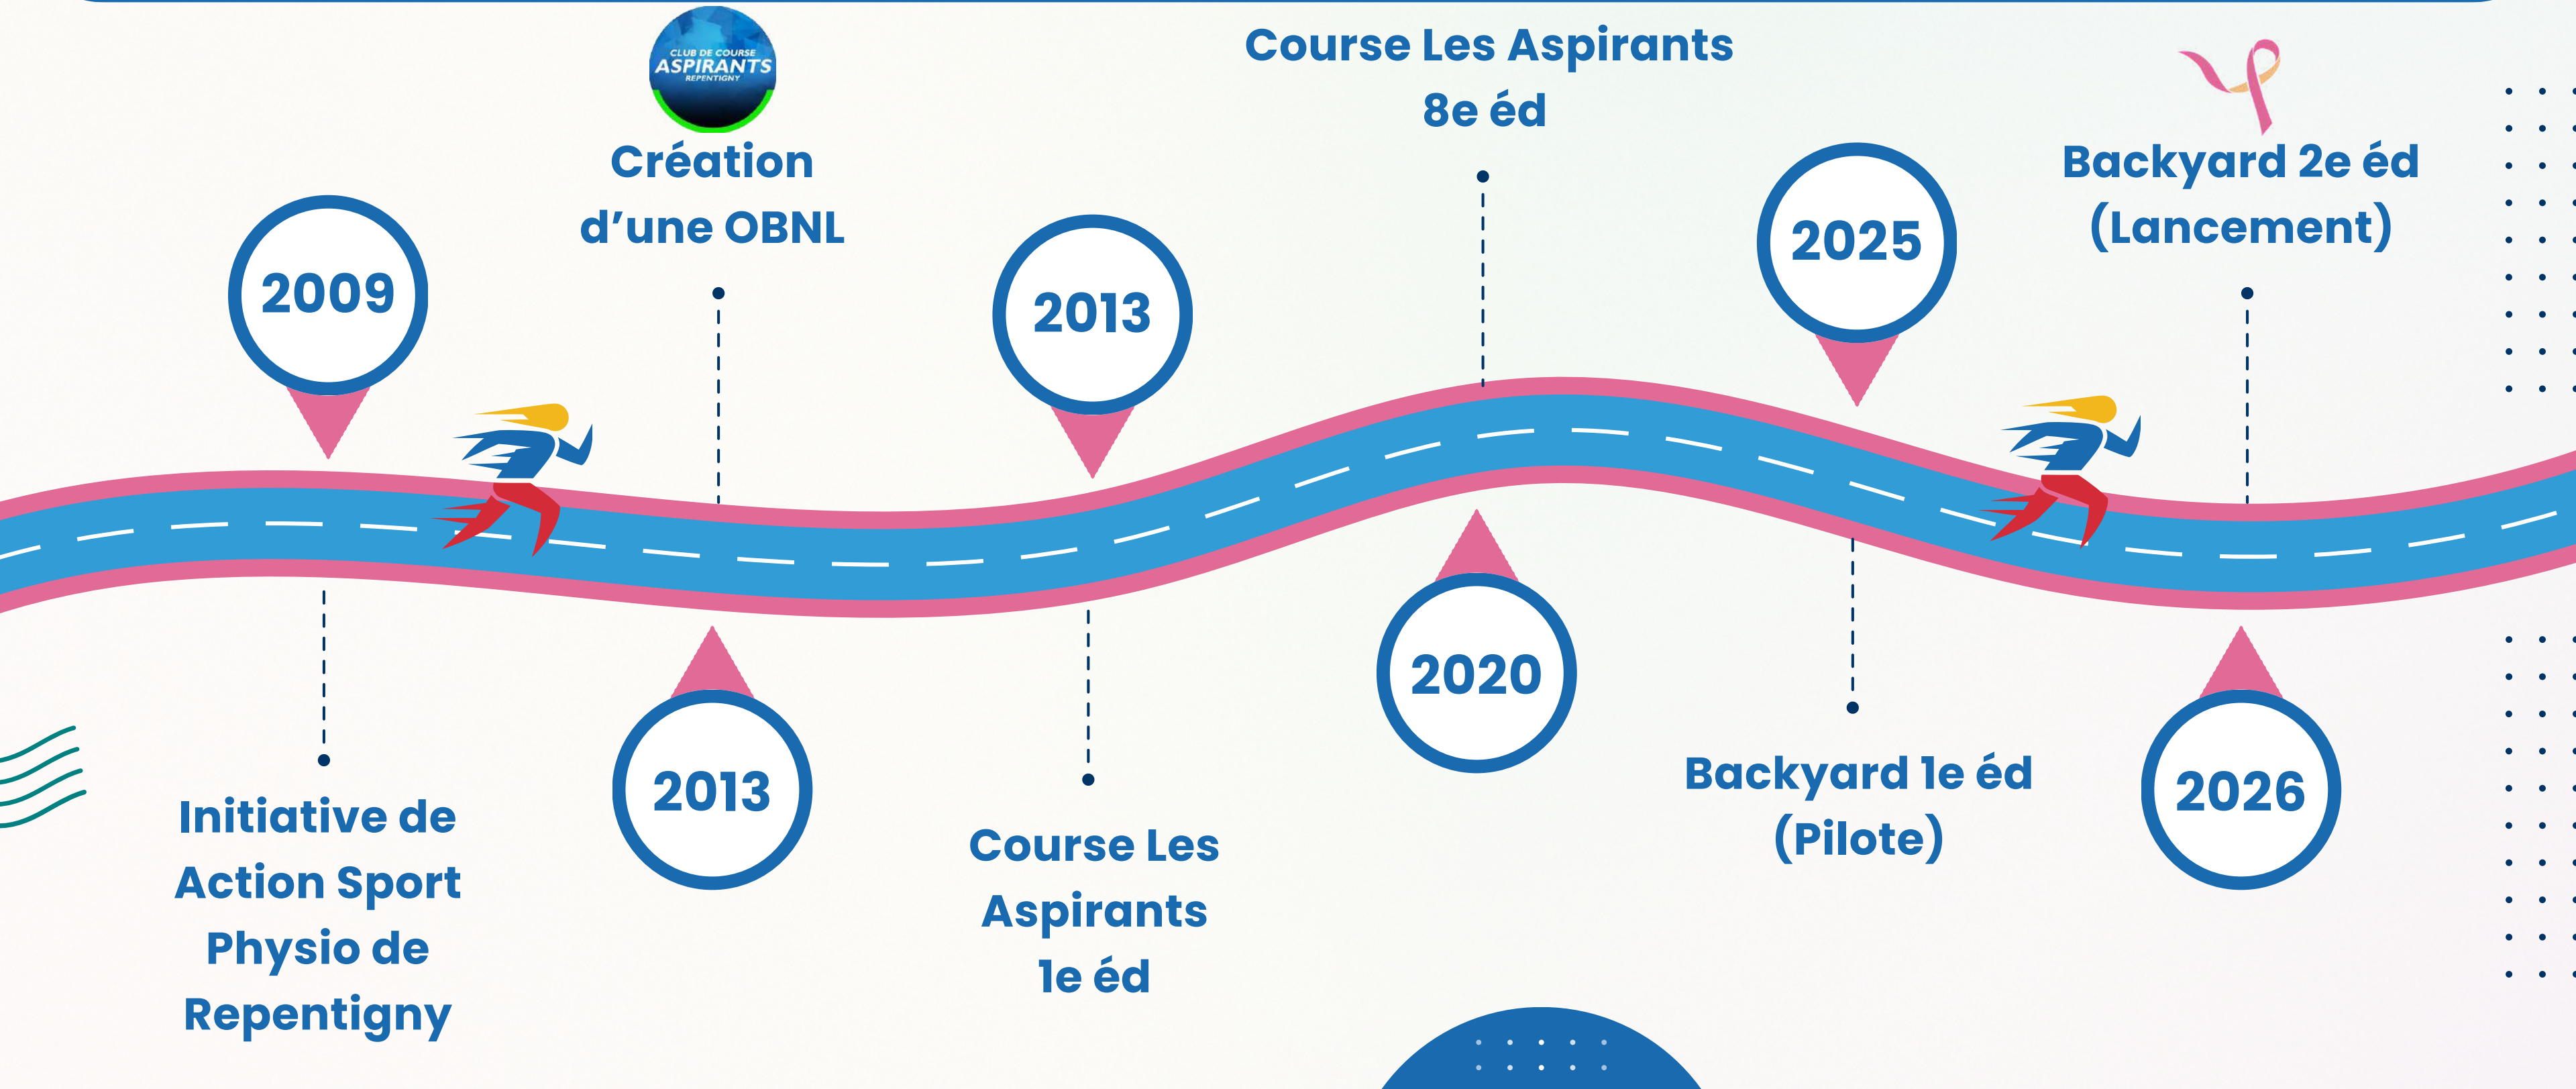 2009
Initiative de
Action Sport
Physio de
Repentigny
CLUB DE COURSE
ASPIRANTS
REPENTIGNY
Création
d’une OBNL
2013
2013
Course Les
Aspirants
1e éd
Course Les Aspirants
8e éd
2020
2025
Backyard 1e éd
(Pilote)
Backyard 2e éd
(Lancement)
2026